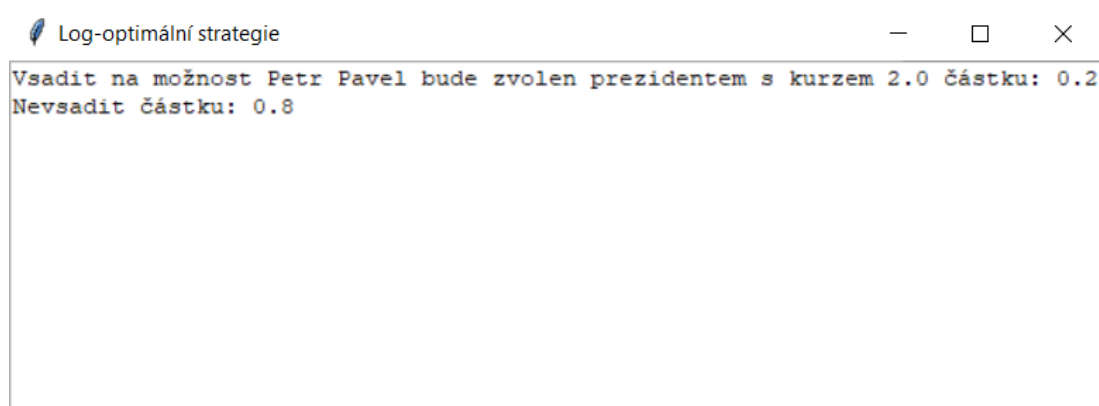 Log-optimální strategie
Vsadit na možnost Petr Pavel bude zvolen prezidentem s kurzem 2.0 částku: 0.2
Nevsadit částku: 0.8